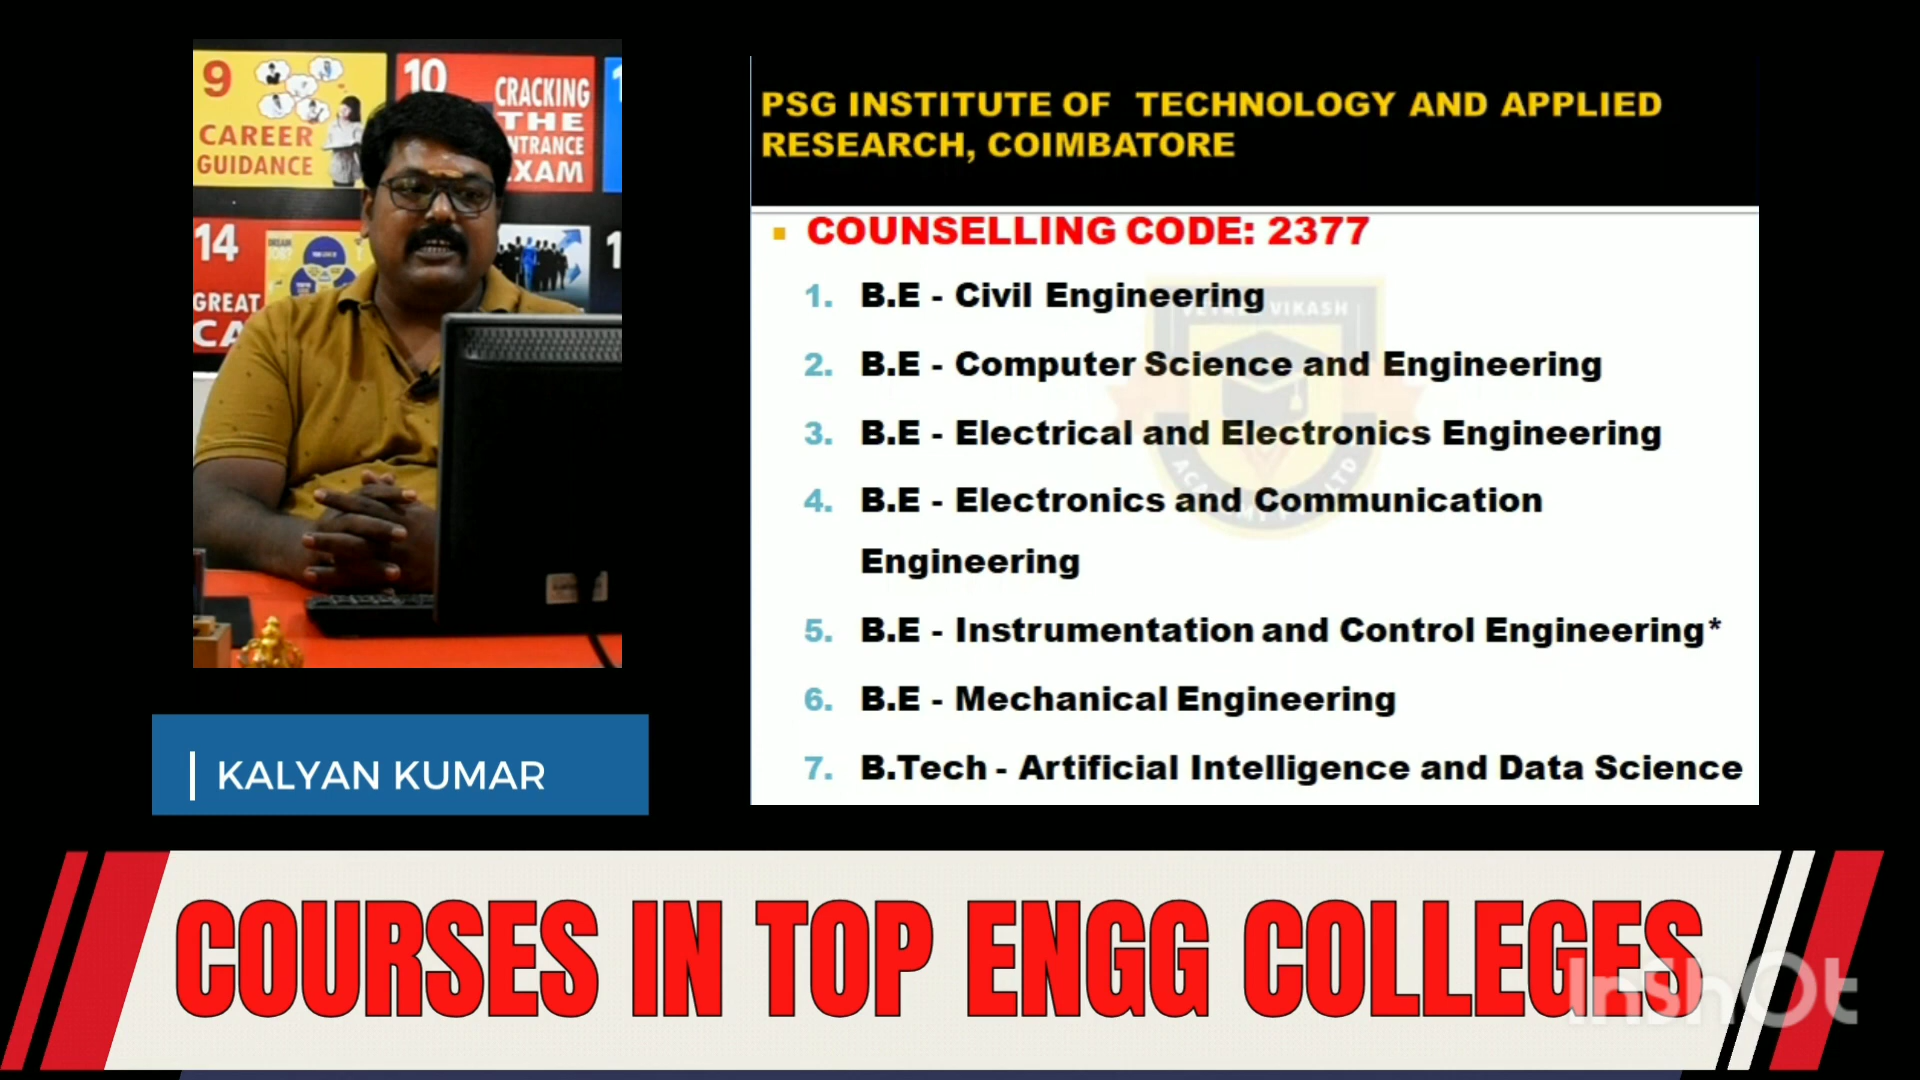 9
CAREER
GUIDANCE
10
CRACKING
THE
EXAM
14
GREAT
PSG INSTITUTE OF TECHNOLOGY AND APPLIED
RESEARCH, COIMBATORE
COUNSELLING CODE: 2377
1. B.E - Civil Engineering
2. B.E - Computer Science and Engineering
3. B.E - Electrical and Electronics Engineering
4. B.E - Electronics and Communication
Engineering
5. B.E - Instrumentation and Control Engineering*
6. B.E - Mechanical Engineering
7. B.Tech - Artificial Intelligence and Data Science
VIKASH
KALYAN KUMAR
COURSES IN TOP ENGG COLLEGES
InShOt